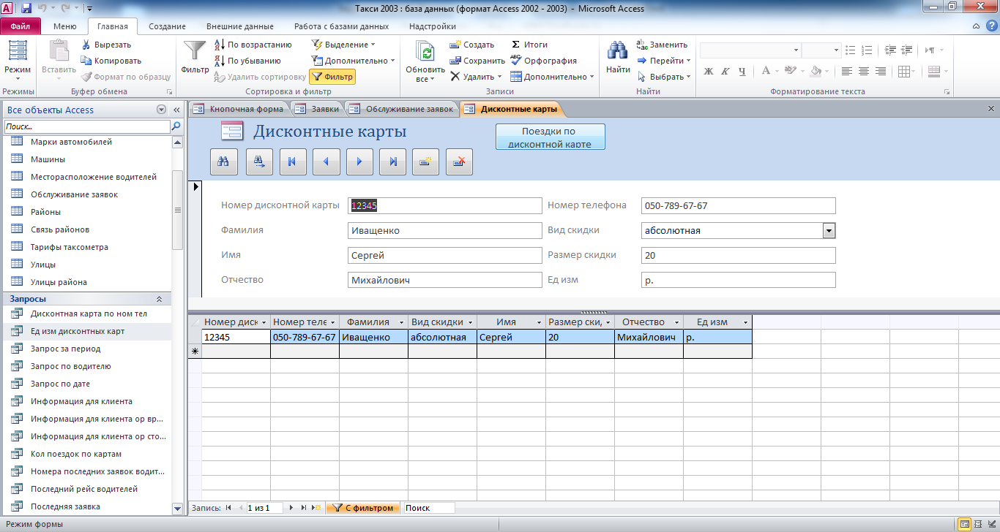 Такси 2003 : база данных (формат Access 2002 - 2003) - Microsoft Access
Файл Меню Главная Создание Внешние данные Работа с базами данных Надстройки
Режим
Режимы
Вставить
Вырезать
Копировать
Формат по образцу
Буфер обмена
Фильтр
По возрастанию
По убыванию
Удалить сортировку
Выделение
Дополнительно
Фильтр
Сортировка и фильтр
Обновить
все
Создать
Сохранить
Удалить
Итоги
Орфография
Дополнительно
Записи
Найти
Заменить
Перейти
Выбрать
Найти
Ж К Ч A
Форматирование текста
Все объекты Access
Поиск...
Марки автомобилей
Машины
Месторасположение водителей
Обслуживание заявок
Районы
Связь районов
Тарифы таксометра
Улицы
Улицы района
Запросы
Дисконтная карта по ном тел
Ед изм дисконтных карт
Запрос за период
Запрос по водителю
Запрос по дате
Информация для клиента
Информация для клиента ор вр...
Информация для клиента ор сто...
Кол поездок по картам
Номера последних заявок водит...
Последний рейс водителей
Последняя заявка
Кнопочная форма Заявки Обслуживание заявок Дисконтные карты
Дисконтные карты
Поездки по
дисконтной карте
Номер дисконтной карты 12345 Номер телефона 050-789-67-67
Фамилия Иващенко Вид скидки абсолютная
Имя Сергей Размер скидки 20
Отчество Михайлович Ед изм р.
Номер диск Номер теле Фамилия Вид скидки Имя Размер ски, Отчество Ед изм
12345 050-789-67-67 Иващенко абсолютная Сергей 20 Михайлович р.
Запись: 1 из 1 С фильтром Поиск
Режим формы